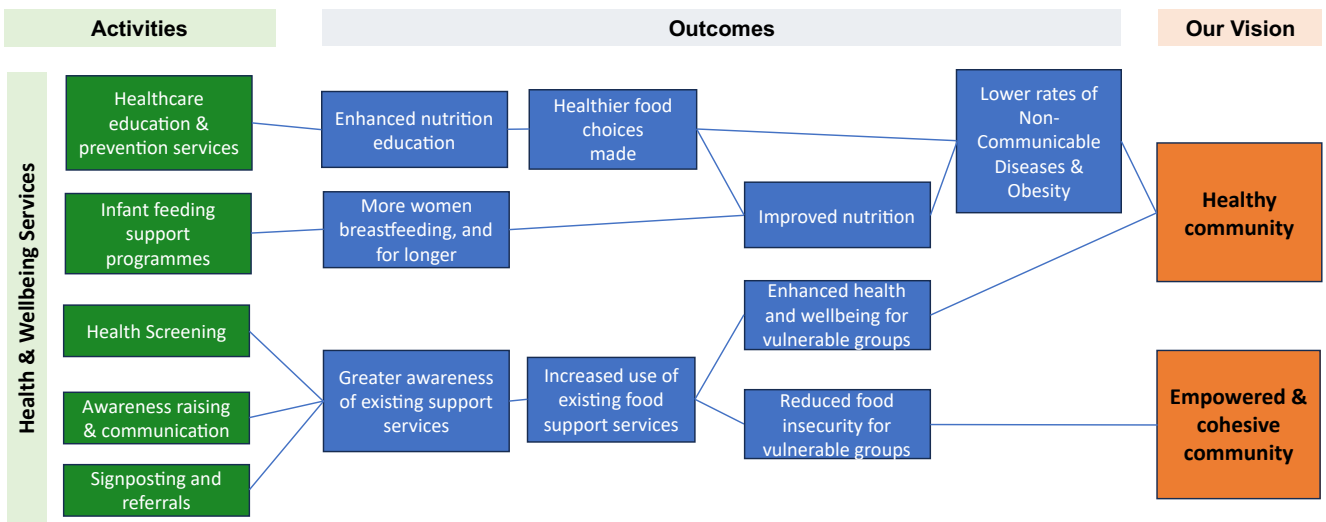 Activities
Outcomes
Our Vision
Health & Wellbeing Services
Healthcare
education &
prevention services
Infant feeding
support
programmes
Health Screening
Awareness raising
& communication
Signposting and
referrals
Enhanced nutrition
education
More women
breastfeeding, and
for longer
Greater awareness
of existing support
services
Healthier food
choices
made
Increased use of
existing food
support services
Improved nutrition
Enhanced health
and wellbeing for
vulnerable groups
Reduced food
insecurity for
vulnerable groups
Lower rates of
Non-
Communicable
Diseases &
Obesity
Healthy
community
Empowered &
cohesive
community